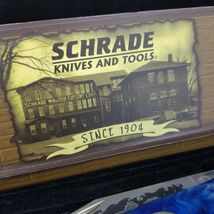 SCHRADE
KNIVES AND TOOLS
SCHRADE WALDEN CUTLERY CORP.
SINCE 1904